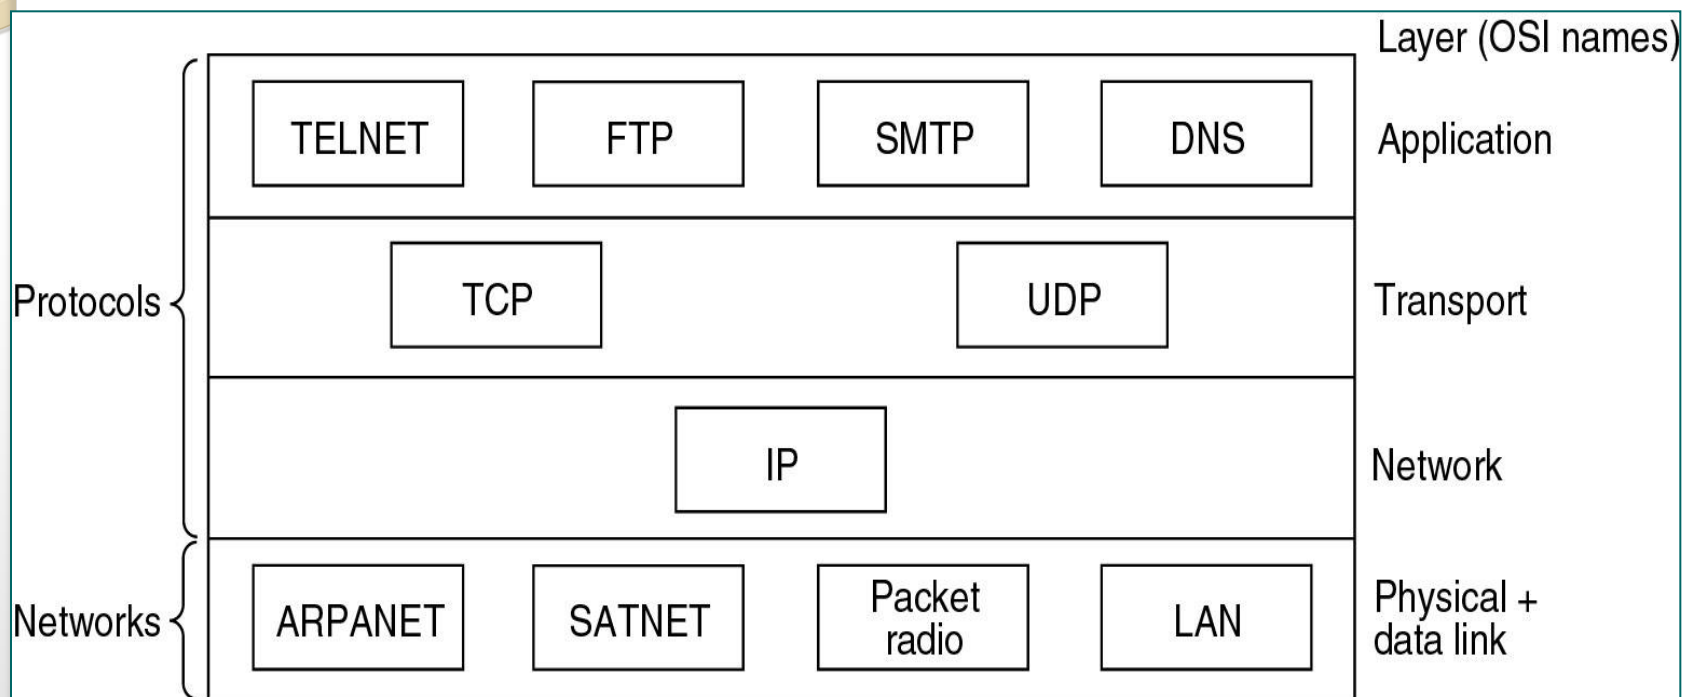 Layer (OSI names)
TELNET FTP SMTP DNS Application
Protocols TCP UDP Transport
IP Network
Networks ARPANET SATNET Packet radio LAN Physical + data link